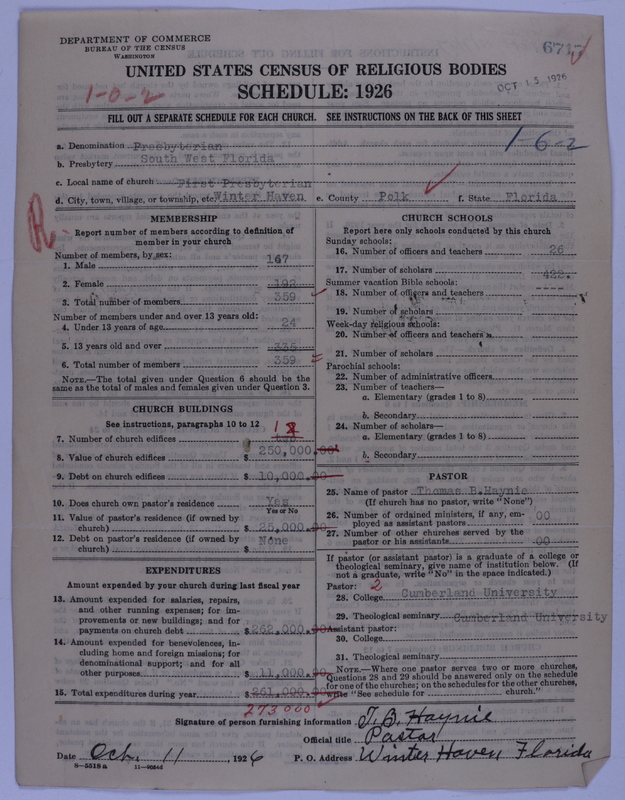 DEPARTMENT OF COMMERCE
BUREAU OF THE CENSUS
WASHINGTON
6717
OCT 15 1926
UNITED STATES CENSUS OF RELIGIOUS BODIES
SCHEDULE: 1926
1-0-2
FILL OUT A SEPARATE SCHEDULE FOR EACH CHURCH. SEE INSTRUCTIONS ON THE BACK OF THIS SHEET
1-6-2
a. Denomination Presbyterian
b. Presbytery South West Florida
c. Local name of church First Presbyterian
d. City, town, village, or township, etc. Winter Haven e. County Polk f. State Florida
R
MEMBERSHIP
Report number of members according to definition of
member in your church
Number of members, by sex:
1. Male 167
2. Female 192
3. Total number of members 359
Number of members under and over 13 years old:
4. Under 13 years of age 24
5. 13 years old and over 335
6. Total number of members 359
NOTE.—The total given under Question 6 should be the
same as the total of males and females given under Question 3.
CHURCH BUILDINGS
See instructions, paragraphs 10 to 12
7. Number of church edifices 1
8. Value of church edifices $ 250,000.00
9. Debt on church edifices $ 10,000.00
10. Does church own pastor's residence Yes
Yes or No
11. Value of pastor's residence (if owned by
church) $ 25,000.00
12. Debt on pastor's residence (if owned by
church) $ None
EXPENDITURES
Amount expended by your church during last fiscal year
13. Amount expended for salaries, repairs,
and other running expenses; for im-
provements or new buildings; and for
payments on church debt $ 262,000.00
14. Amount expended for benevolences, in-
cluding home and foreign missions; for
denominational support; and for all
other purposes $ 11,000.00
15. Total expenditures during year $ 261,000.00
273000
CHURCH SCHOOLS
Report here only schools conducted by this church
Sunday schools:
16. Number of officers and teachers 26
17. Number of scholars 422.
Summer vacation Bible schools:
18. Number of officers and teachers ----
19. Number of scholars
Week-day religious schools:
20. Number of officers and teachers
21. Number of scholars
Parochial schools:
22. Number of administrative officers
23. Number of teachers—
a. Elementary (grades 1 to 8)
b. Secondary
24. Number of scholars—
a. Elementary (grades 1 to 8)
b. Secondary
PASTOR
25. Name of pastor Thomas B. Haynie
(If church has no pastor, write "None")
26. Number of ordained ministers, if any, em-
ployed as assistant pastors 00
27. Number of other churches served by the
pastor or his assistants 00
If pastor (or assistant pastor) is a graduate of a college or
theological seminary, give name of institution below. (If
not a graduate, write "No" in the space indicated.)
Pastor: 2
28. College Cumberland University
29. Theological seminary Cumberland University
Assistant pastor:
30. College
31. Theological seminary
NOTE.—Where one pastor serves two or more churches,
Questions 28 and 29 should be answered only on the schedule
for one of the churches; on the schedules for the other churches,
write "See schedule for church."
Signature of person furnishing information T. B. Haynie
Official title Pastor
Date Oct. 11, 1926 P. O. Address Winter Haven Florida
8-5518a 11-9054d